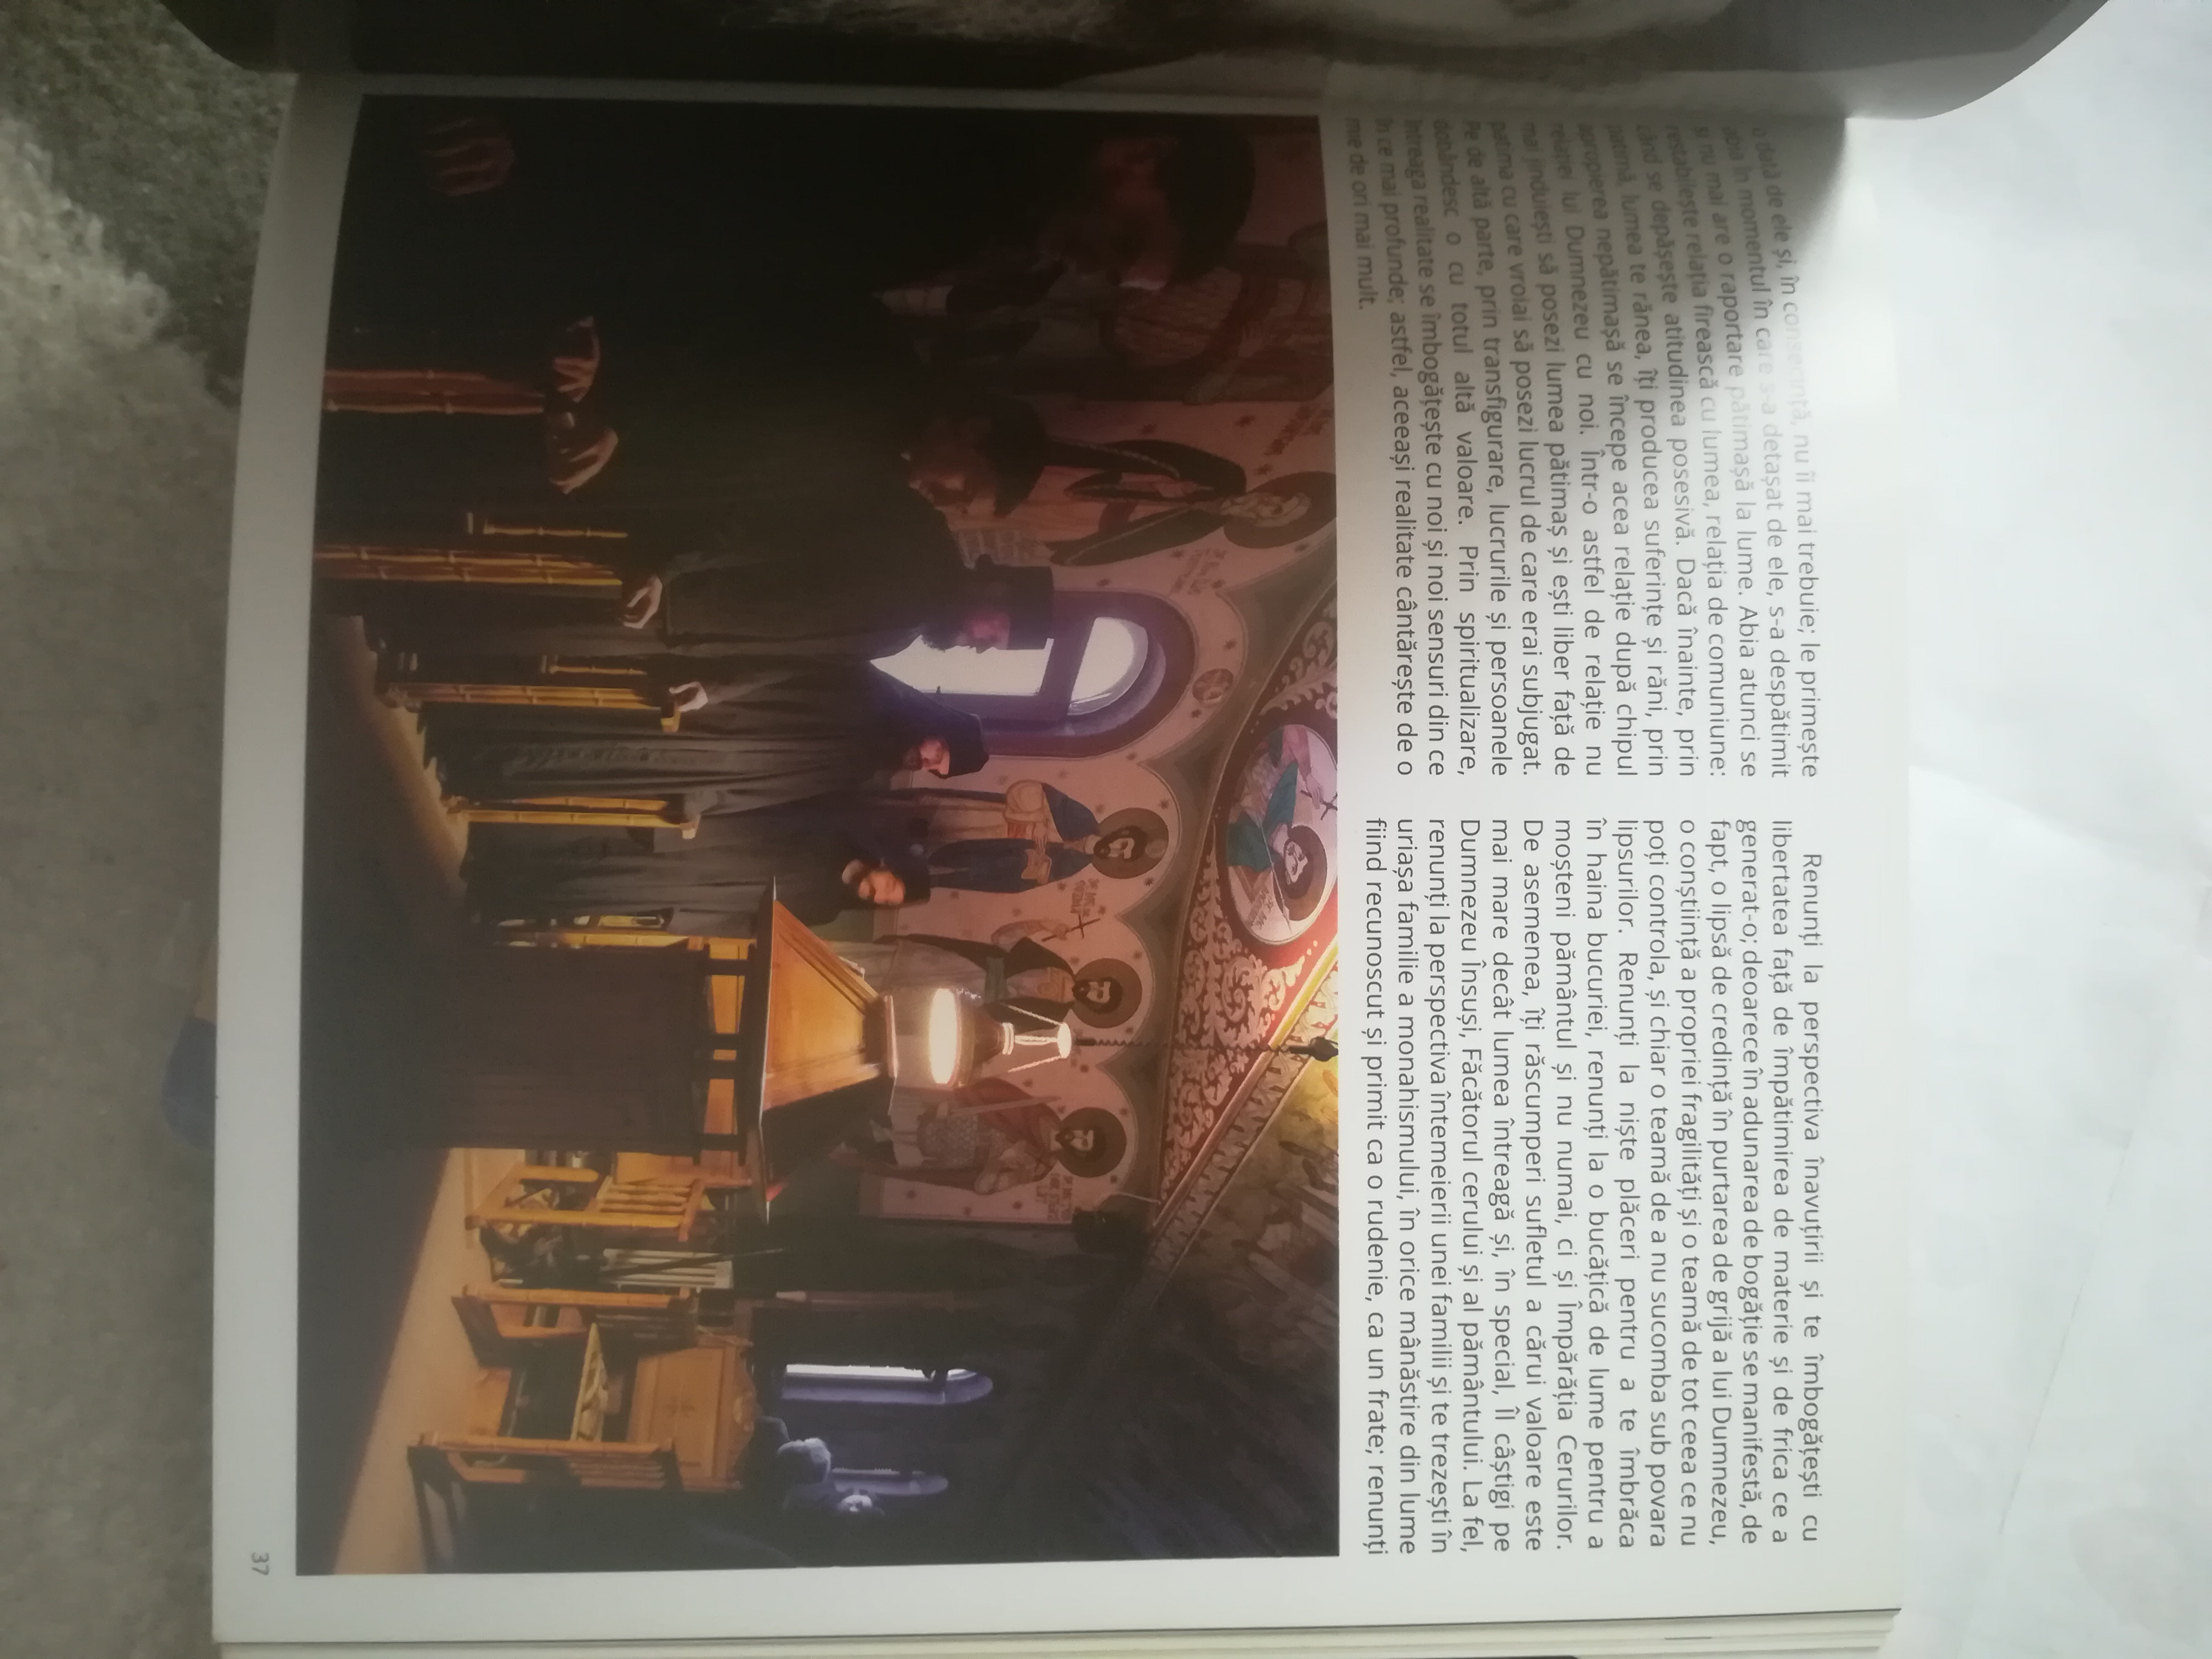 o dată de ele și, în consecință, nu îi mai trebuie; le primește
abia în momentul în care s-a detașat de ele, s-a despătimit
și nu mai are o raportare pătimașă la lume. Abia atunci se
restabilește relația firească cu lumea, relația de comuniune:
când se depășește atitudinea posesivă. Dacă înainte, prin
patimă, lumea te rănea, îți producea suferințe și răni, prin
apropierea nepătimașă se începe acea relație după chipul
relației lui Dumnezeu cu noi. Într-o astfel de relație nu
mai jinduiești să posezi lumea pătimaș și ești liber față de
patima cu care vroiai să posezi lucrul de care erai subjugat.
Pe de altă parte, prin transfigurare, lucrurile și persoanele
dobândesc o cu totul altă valoare. Prin spiritualizare,
întreaga realitate se îmbogățește cu noi și noi sensuri din ce
în ce mai profunde; astfel, aceeași realitate cântărește de o
mie de ori mai mult.
Renunți la perspectiva înavuțirii și te îmbogățești cu
libertatea față de împătimirea de materie și de frica ce a
generat-o; deoarece în adunarea de bogăție se manifestă, de
fapt, o lipsă de credință în purtarea de grijă a lui Dumnezeu,
o conștiință a propriei fragilități și o teamă de tot ceea ce nu
poți controla, și chiar o teamă de a nu sucomba sub povara
lipsurilor. Renunți la niște plăceri pentru a te îmbrăca
în haina bucuriei, renunți la o bucățică de lume pentru a
moșteni pământul și nu numai, ci și Împărăția Cerurilor.
De asemenea, îți răscumperi sufletul a cărui valoare este
mai mare decât lumea întreagă și, în special, Îl câștigi pe
Dumnezeu Însuși, Făcătorul cerului și al pământului. La fel,
renunți la perspectiva întemeierii unei familii și te trezești în
uriașa familie a monahismului, în orice mânăstire din lume
fiind recunoscut și primit ca o rudenie, ca un frate; renunți
37